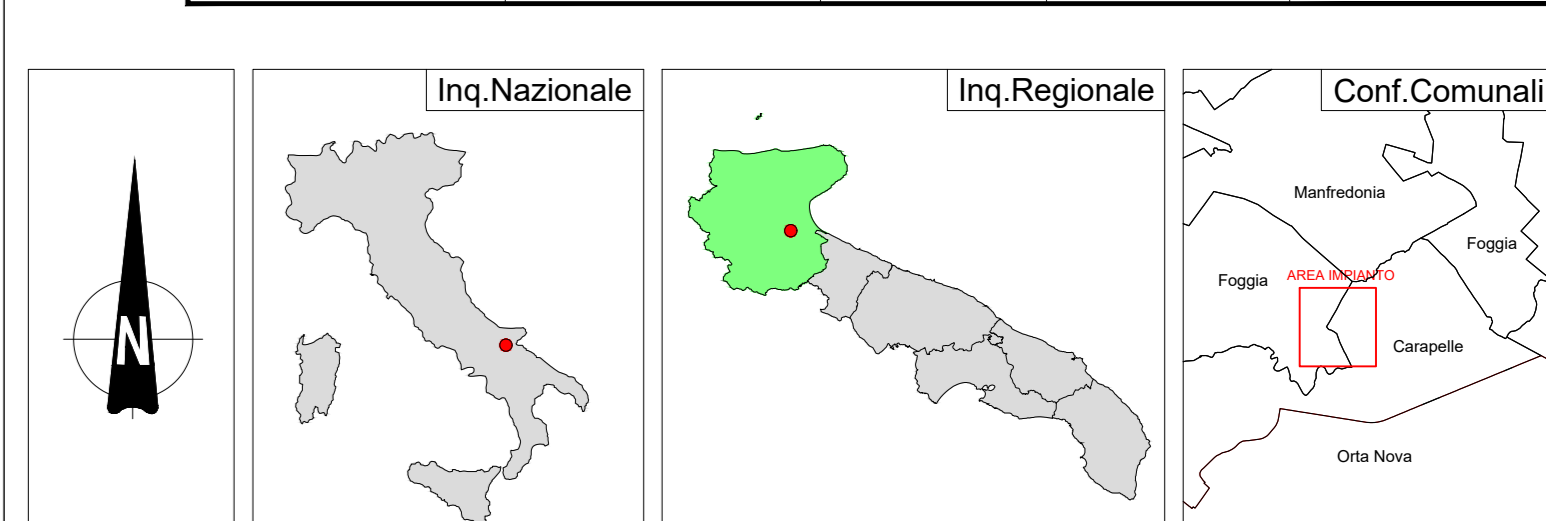 Inq.Nazionale
Inq.Regionale
Conf.Comunali
N
Manfredonia
Foggia
Foggia
AREA IMPIANTO
Carapelle
Orta Nova